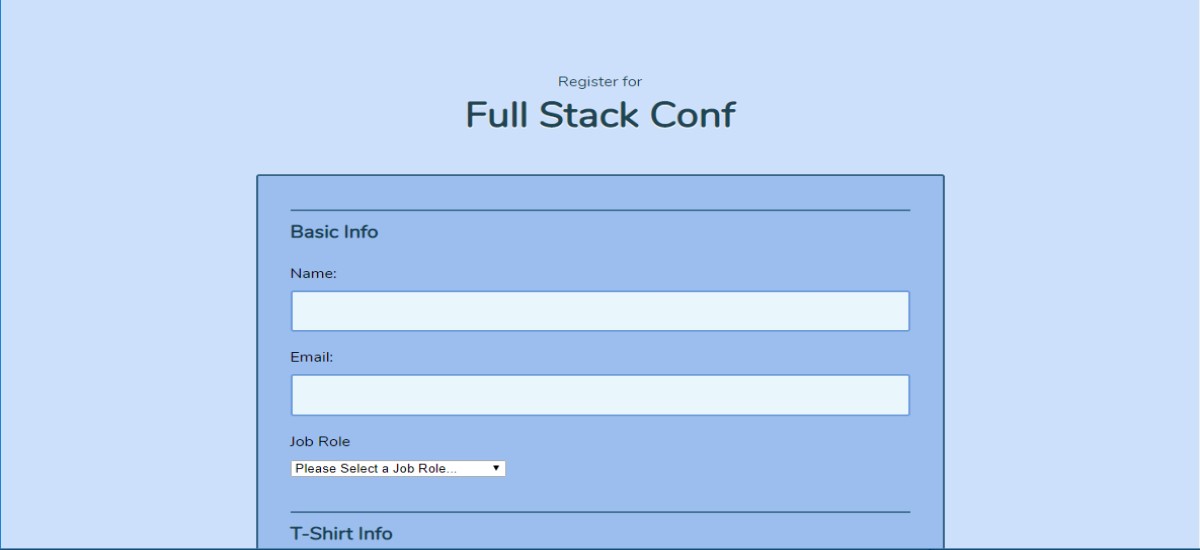 Register for
Full Stack Conf
Basic Info
Name:
Email:
Job Role
Please Select a Job Role...
T-Shirt Info